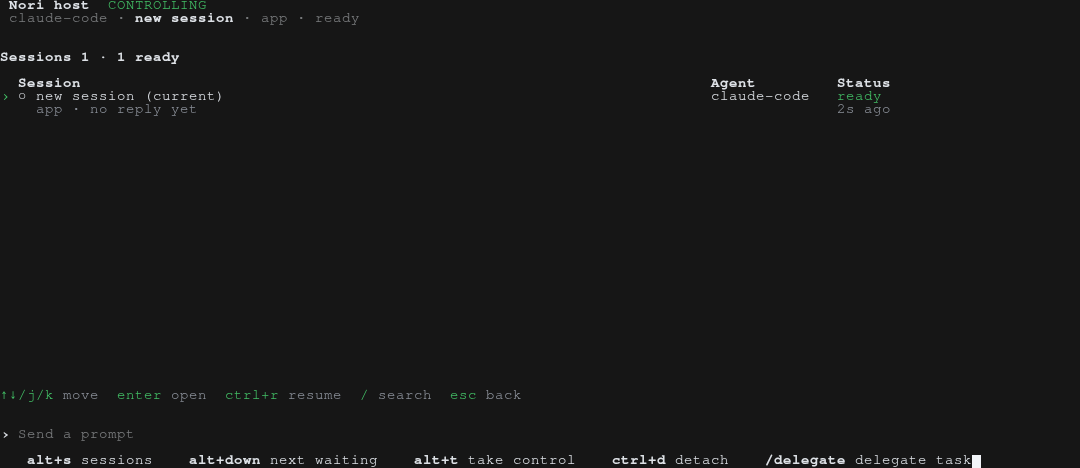 Nori host CONTROLLING
claude-code · new session · app · ready
Sessions 1 · 1 ready
Session Agent Status
› ○ new session (current) claude-code ready
app · no reply yet 2s ago
↑↓/j/k move enter open ctrl+r resume / search esc back
› Send a prompt
alt+s sessions alt+down next waiting alt+t take control ctrl+d detach /delegate delegate task